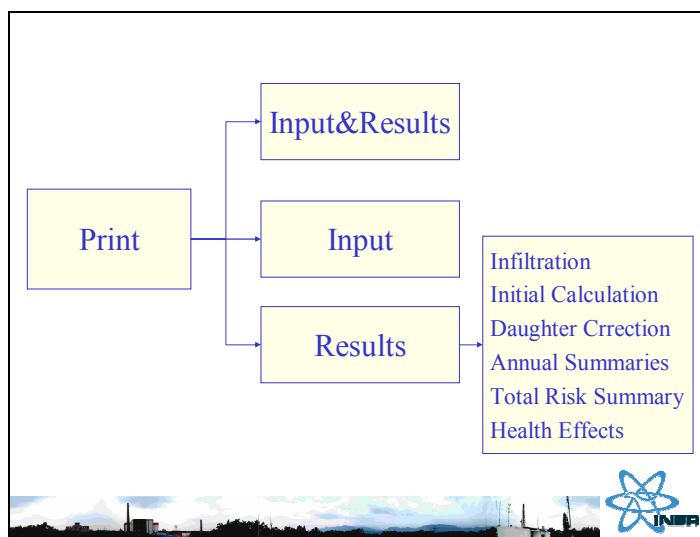 Input&Results
Print
Input
Results
Infiltration
Initial Calculation
Daughter Crrection
Annual Summaries
Total Risk Summary
Health Effects
INER